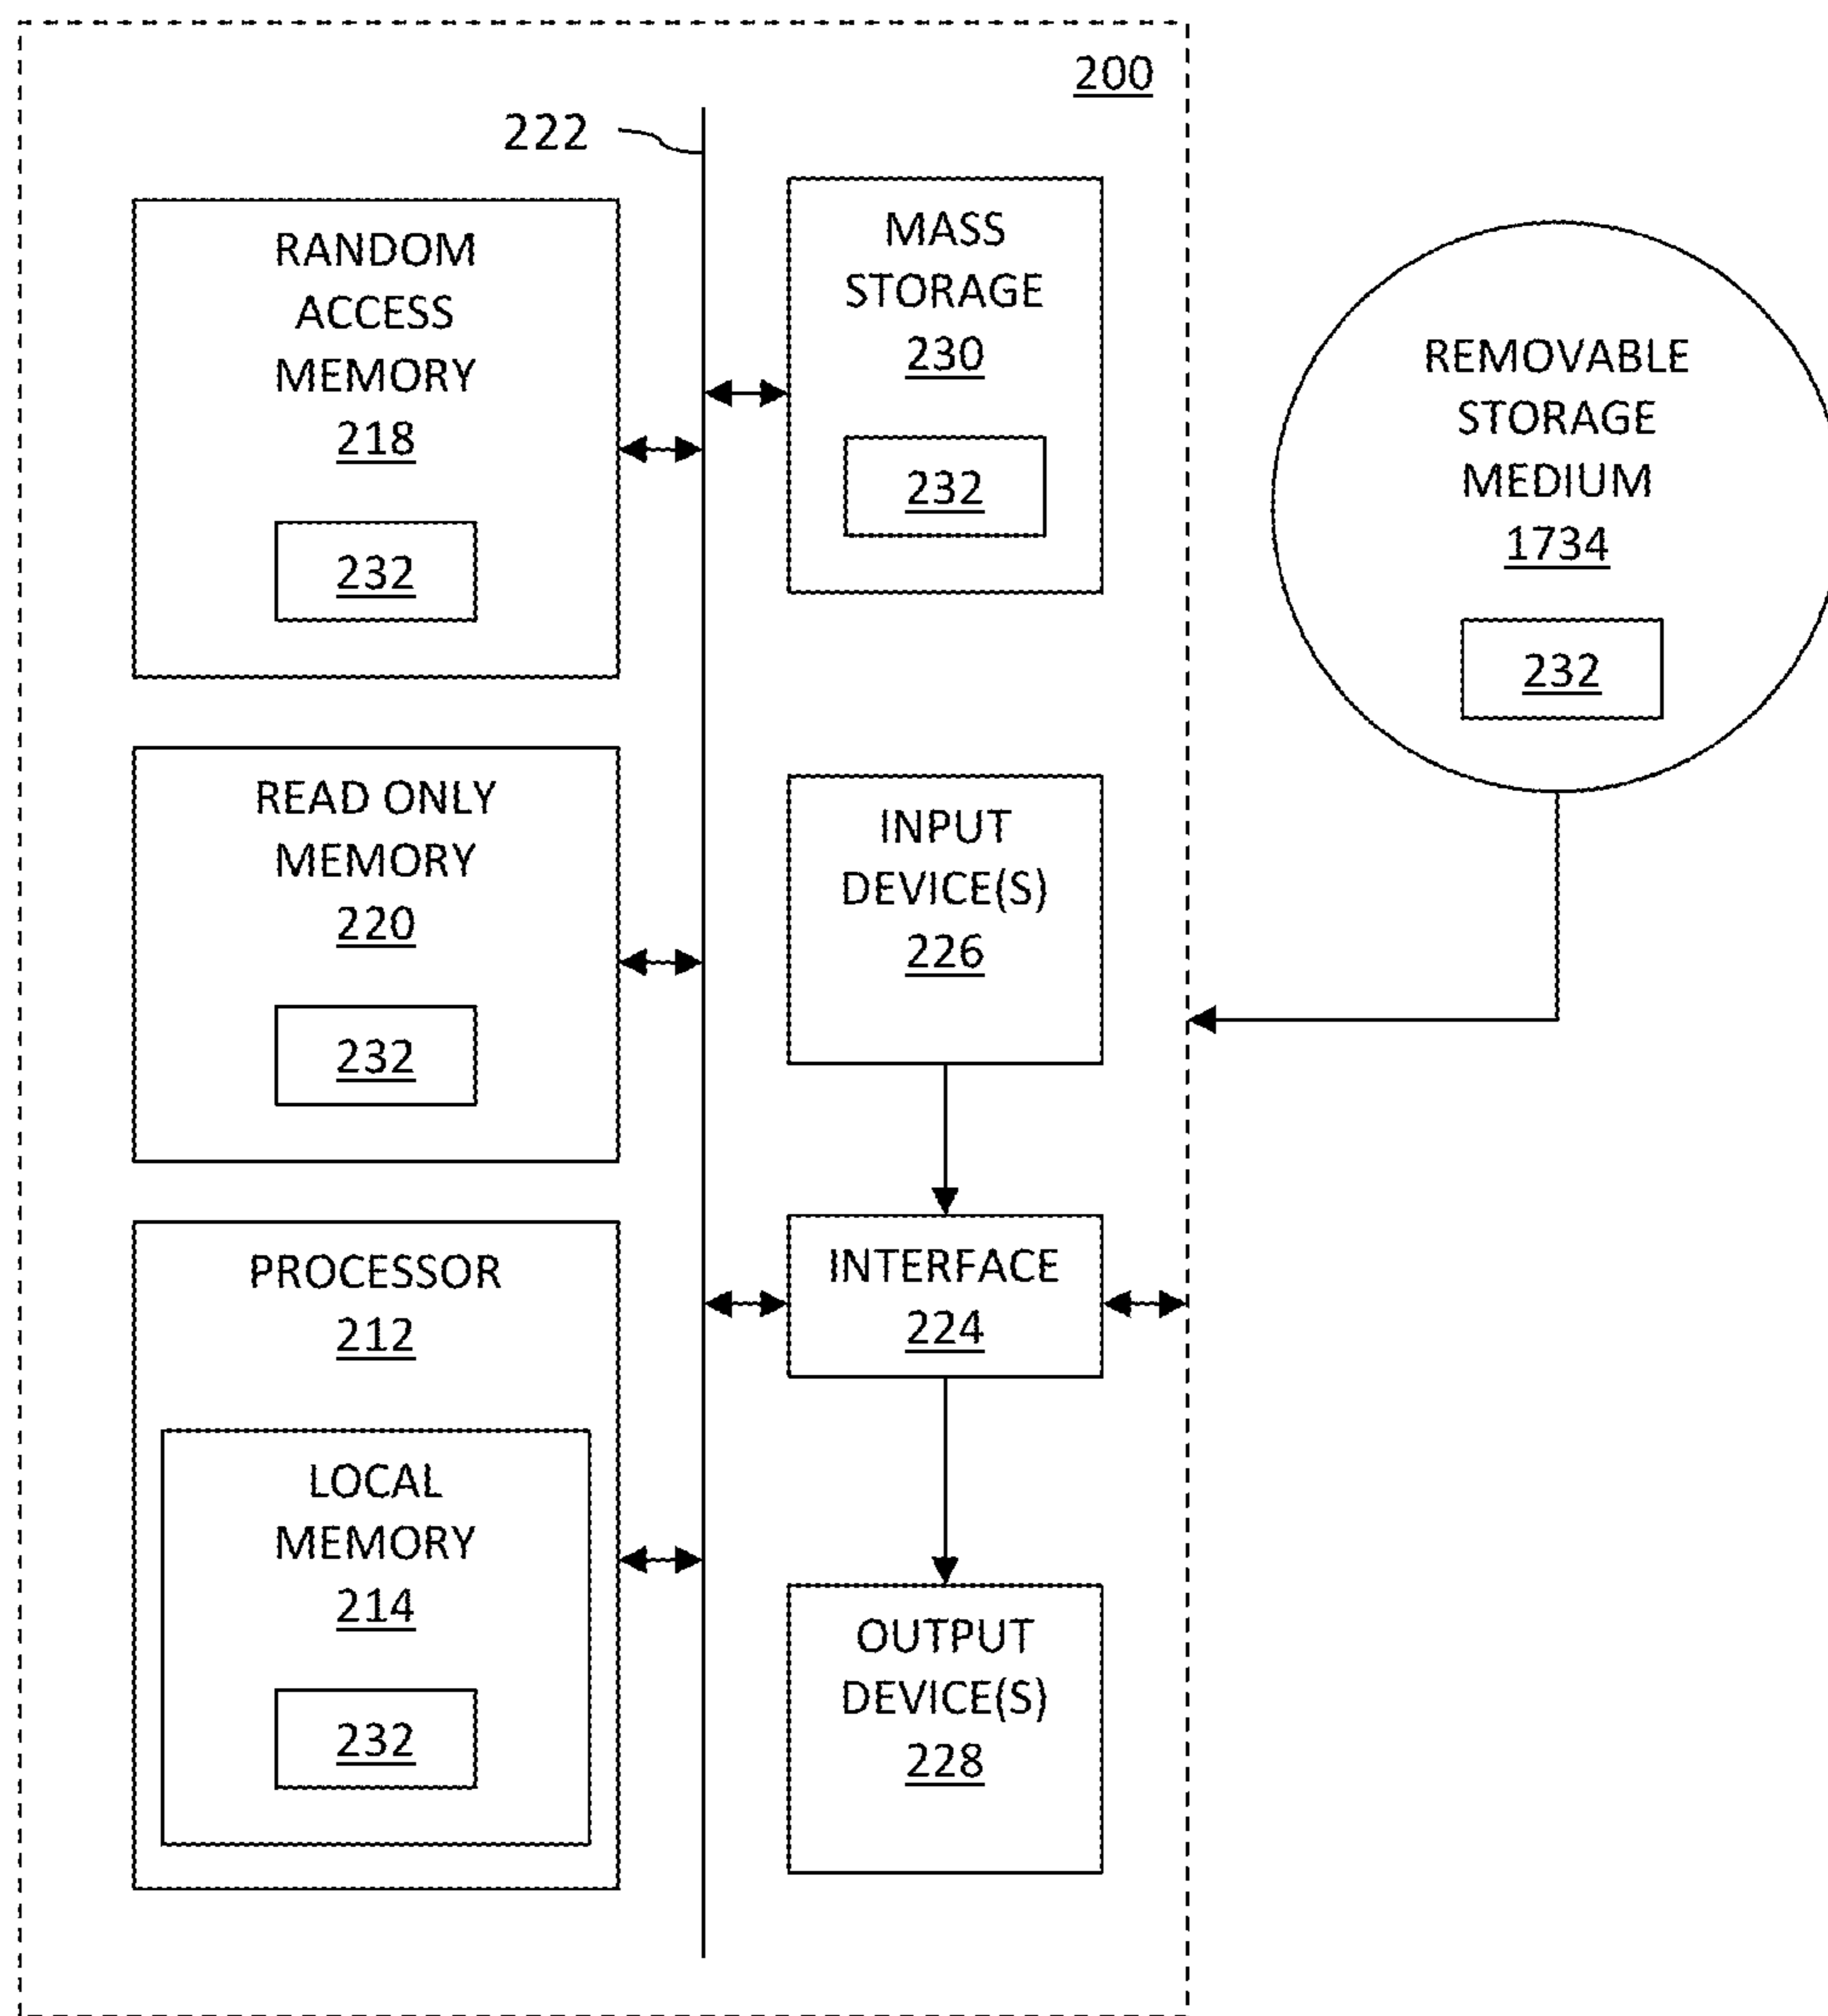 200
222
RANDOM
ACCESS
MEMORY
218
232
MASS
STORAGE
230
232
REMOVABLE
STORAGE
MEDIUM
1734
232
READ ONLY
MEMORY
220
232
INPUT
DEVICE(S)
226
PROCESSOR
212
LOCAL
MEMORY
214
232
INTERFACE
224
OUTPUT
DEVICE(S)
228